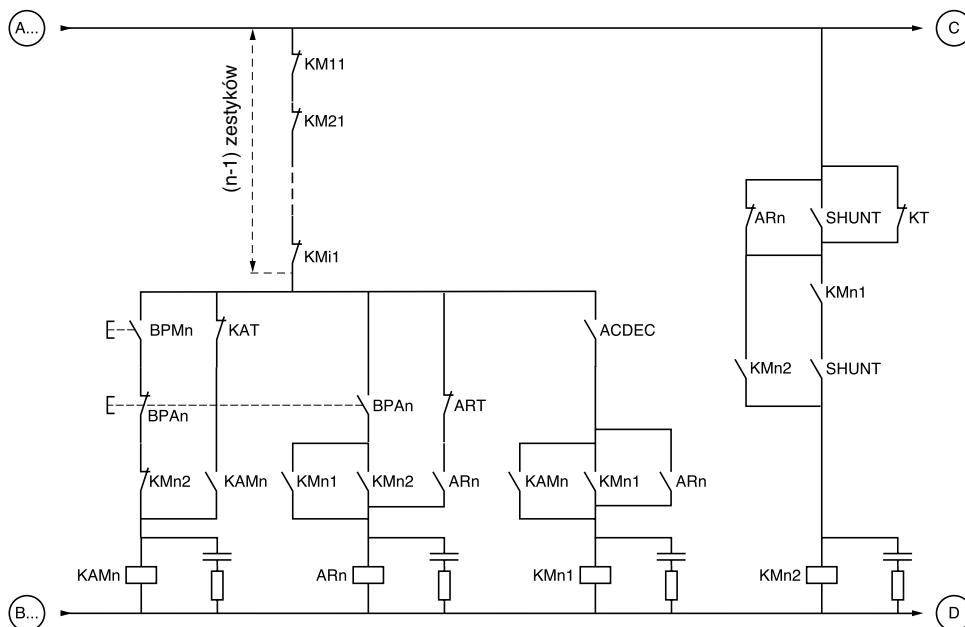 A... C
KM11
KM21
(n-1) zestyków
ARn SHUNT KT
KMi1
KMn1
BPMn KAT ACDEC
KMn2 SHUNT
BPAn BPAn ART
KMn2 KAMn KMn1 KMn2 ARn KAMn KMn1 ARn
KAMn ARn KMn1 KMn2
B... D